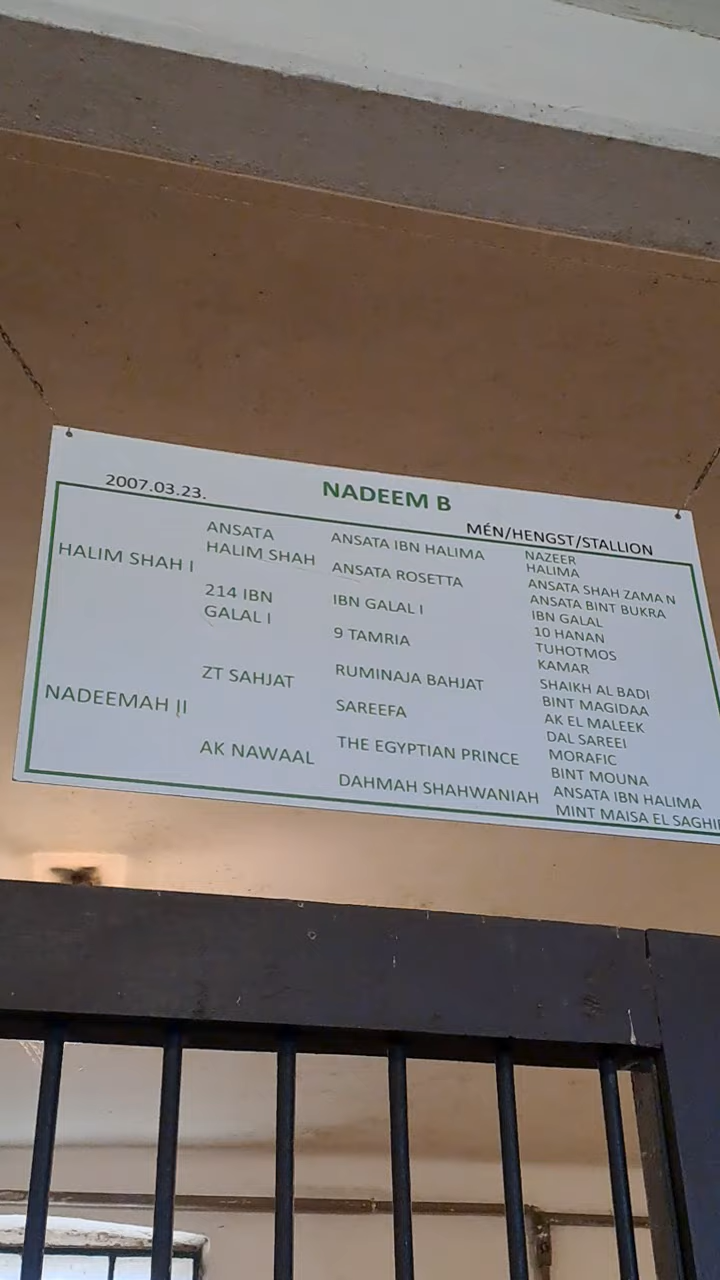 2007.03.23.
NADEEM B
MÉN/HENGST/STALLION
HALIM SHAH I
NADEEMAH II
ANSATA
HALIM SHAH
214 IBN
GALAL I
ZT SAHJAT
AK NAWAAL
ANSATA IBN HALIMA
ANSATA ROSETTA
IBN GALAL I
9 TAMRIA
RUMINAJA BAHJAT
SAREEFA
THE EGYPTIAN PRINCE
DAHMAH SHAHWANIAH
NAZEER
HALIMA
ANSATA SHAH ZAMA N
ANSATA BINT BUKRA
IBN GALAL
10 HANAN
TUHOTMOS
KAMAR
SHAIKH AL BADI
BINT MAGIDAA
AK EL MALEEK
DAL SAREEI
MORAFIC
BINT MOUNA
ANSATA IBN HALIMA
MINT MAISA EL SAGHI